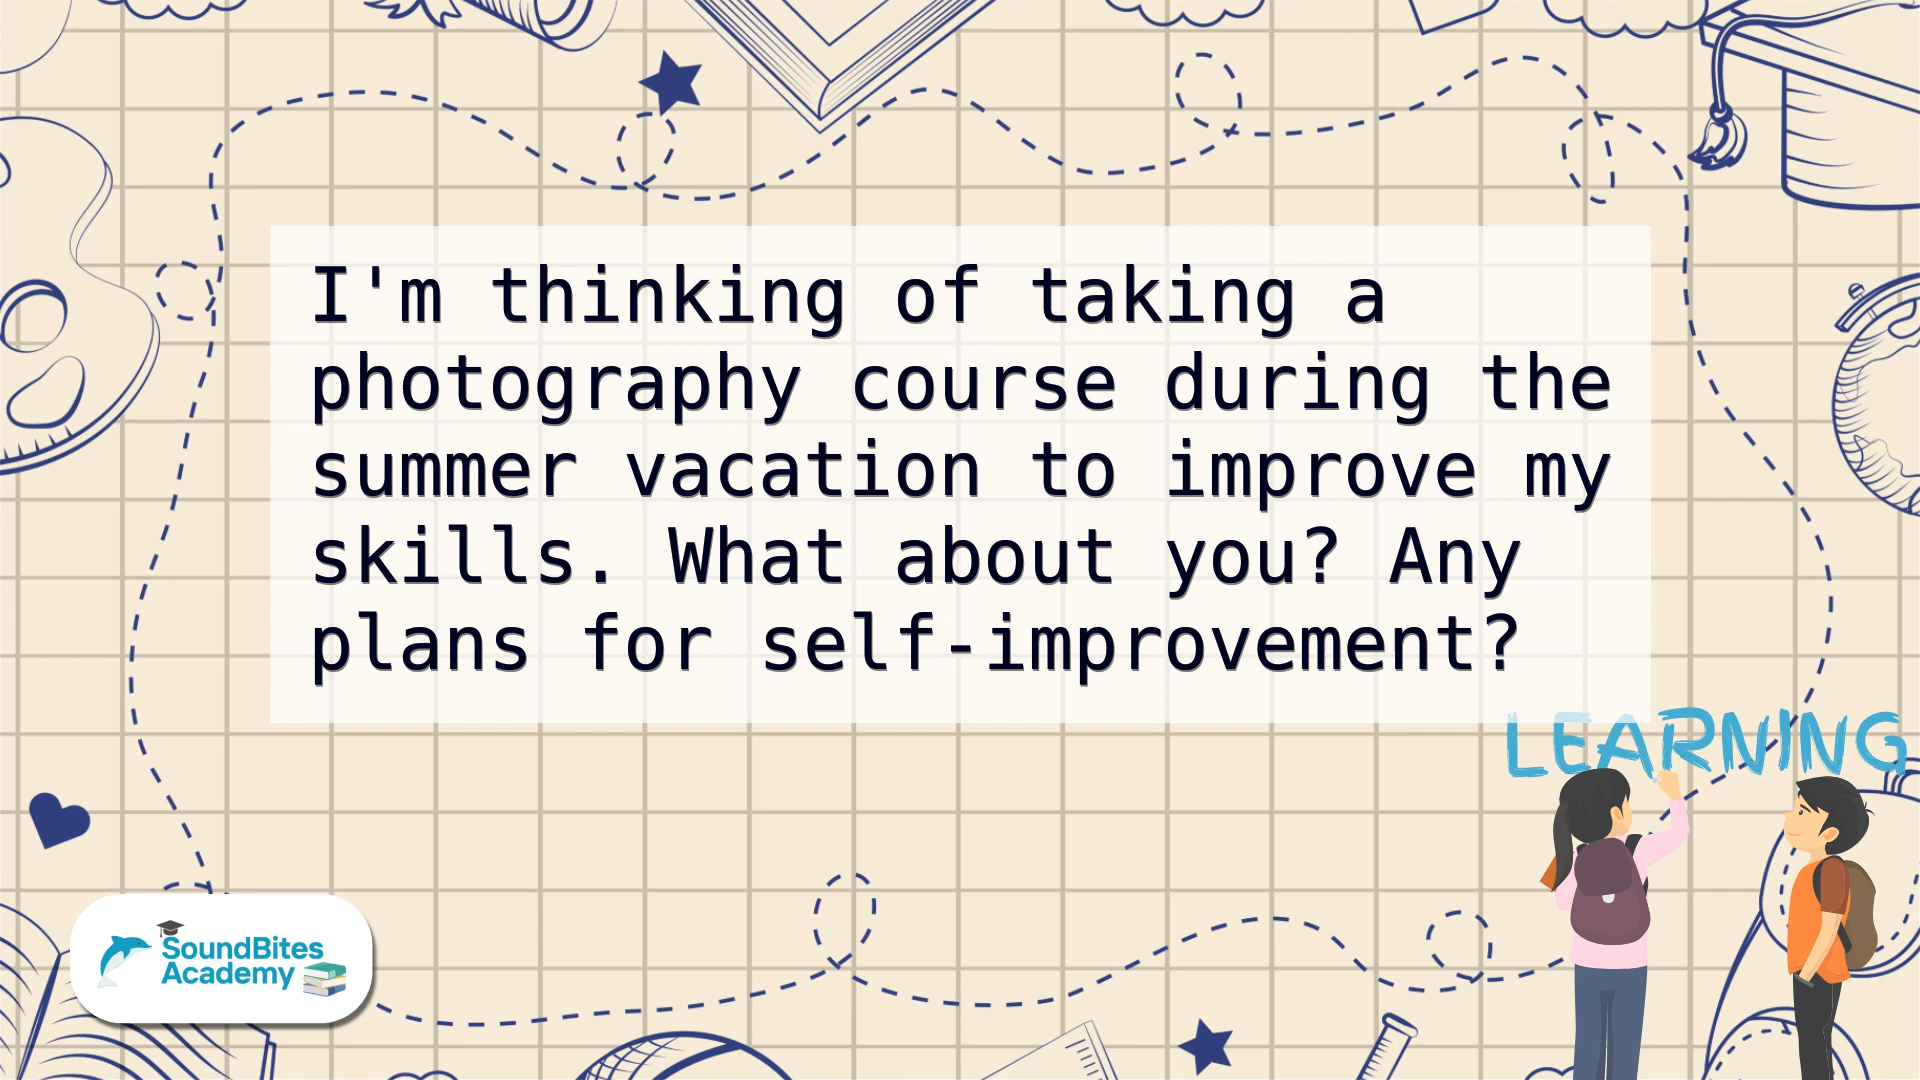 I'm thinking of taking a
photography course during the
summer vacation to improve my
skills. What about you? Any
plans for self-improvement?
LEARNING
SoundBites
Academy